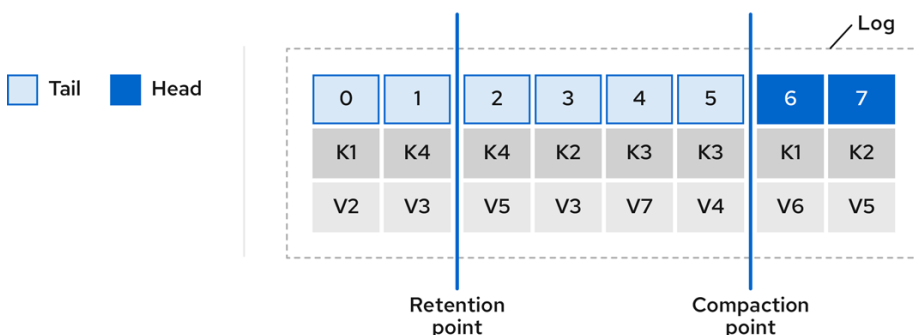 Log
Tail
Head
0 1 2 3 4 5 6 7
K1 K4 K4 K2 K3 K3 K1 K2
V2 V3 V5 V3 V7 V4 V6 V5
Retention
point
Compaction
point